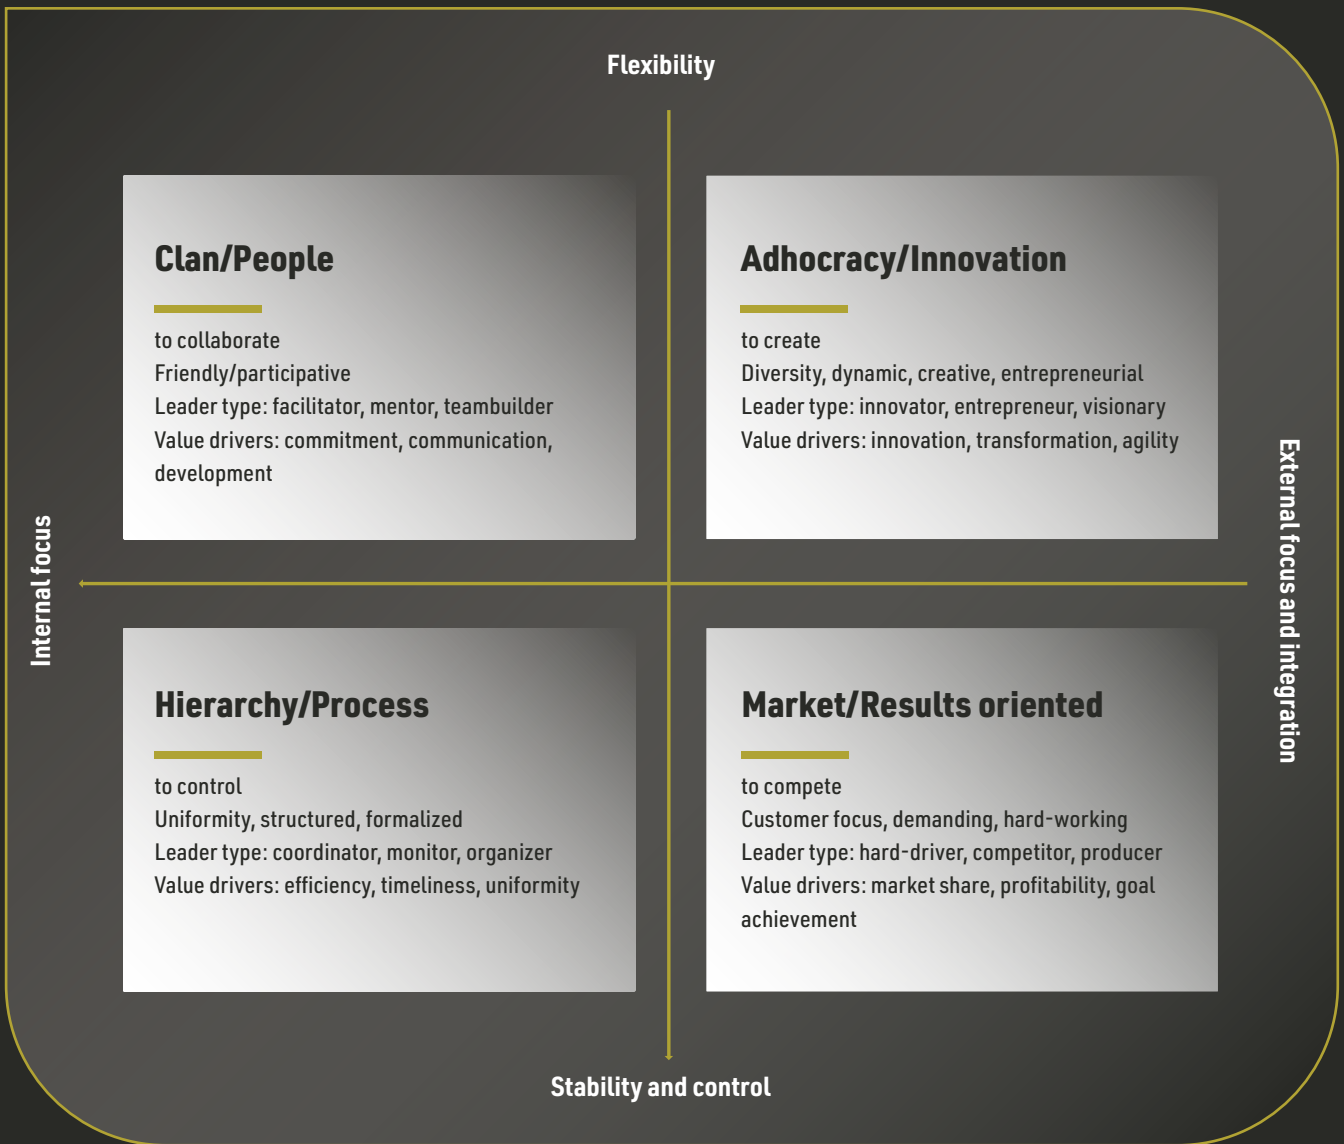 Flexibility
Clan/People
to collaborate
Friendly/participative
Leader type: facilitator, mentor, teambuilder
Value drivers: commitment, communication,
development
Adhocracy/Innovation
to create
Diversity, dynamic, creative, entrepreneurial
Leader type: innovator, entrepreneur, visionary
Value drivers: innovation, transformation, agility
Internal focus
External focus and integration
Hierarchy/Process
to control
Uniformity, structured, formalized
Leader type: coordinator, monitor, organizer
Value drivers: efficiency, timeliness, uniformity
Market/Results oriented
to compete
Customer focus, demanding, hard-working
Leader type: hard-driver, competitor, producer
Value drivers: market share, profitability, goal
achievement
Stability and control